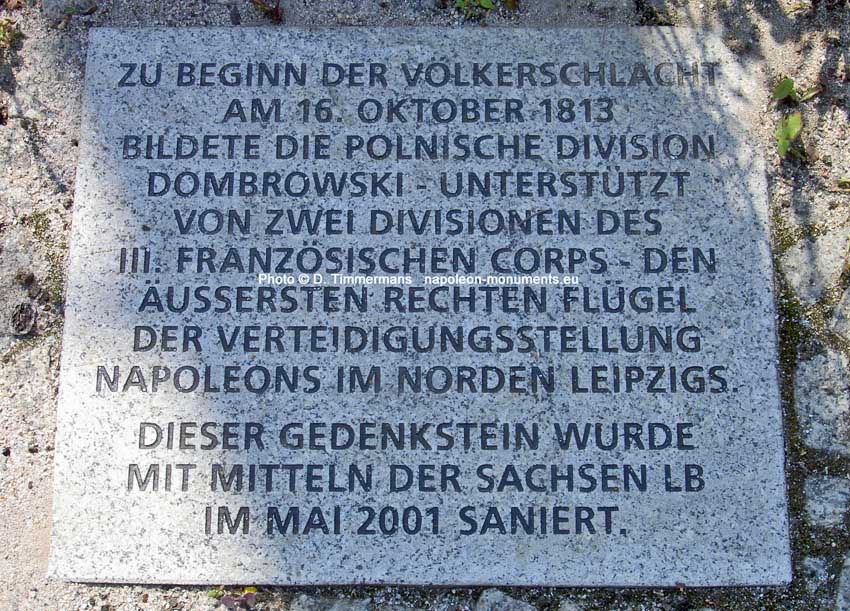 ZU BEGINN DER VÖLKERSCHLACHT
AM 16. OKTOBER 1813
BILDETE DIE POLNISCHE DIVISION
DOMBROWSKI - UNTERSTÜTZT
VON ZWEI DIVISIONEN DES
III. FRANZÖSISCHEN CORPS - DEN
Photo © D. Timmermans napoleon-monuments.eu
ÄUSSERSTEN RECHTEN FLÜGEL
DER VERTEIDIGUNGSSTELLUNG
NAPOLEONS IM NORDEN LEIPZIGS.
DIESER GEDENKSTEIN WURDE
MIT MITTELN DER SACHSEN LB
IM MAI 2001 SANIERT.